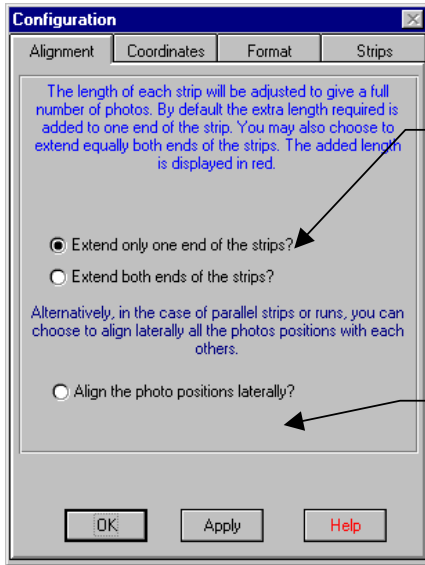 Configuration
Alignment Coordinates Format Strips
The length of each strip will be adjusted to give a full
number of photos. By default the extra length required is
added to one end of the strip. You may also choose to
extend equally both ends of the strips. The added length
is displayed in red.
Extend only one end of the strips?
Extend both ends of the strips?
Alternatively, in the case of parallel strips or runs, you can
choose to align laterally all the photos positions with each
others.
Align the photo positions laterally?
OK Apply Help